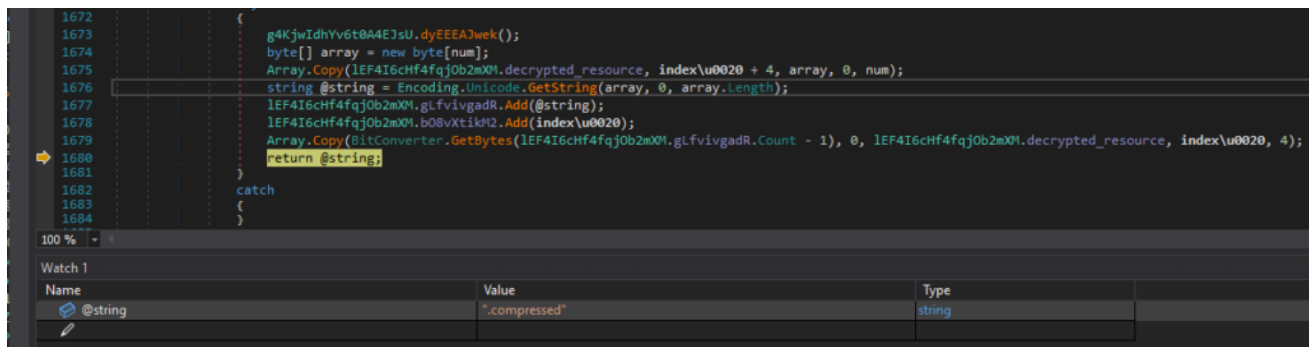 1672 {
1673 g4KjwIdhYv6t0A4EJsU.dyEEEAJwek();
1674 byte[] array = new byte[num];
1675 Array.Copy(lEF4I6cHf4fqjOb2mXM.decrypted_resource, index\u0020 + 4, array, 0, num);
1676 string @string = Encoding.Unicode.GetString(array, 0, array.Length);
1677 lEF4I6cHf4fqjOb2mXM.gLfvivgadR.Add(@string);
1678 lEF4I6cHf4fqjOb2mXM.bO8vXtikM2.Add(index\u0020);
1679 Array.Copy(BitConverter.GetBytes(lEF4I6cHf4fqjOb2mXM.gLfvivgadR.Count - 1), 0, lEF4I6cHf4fqjOb2mXM.decrypted_resource, index\u0020, 4);
1680 return @string;
1681 }
1682 catch
1683 {
1684 }
100 %
Watch 1
Name Value Type
@string ".compressed" string